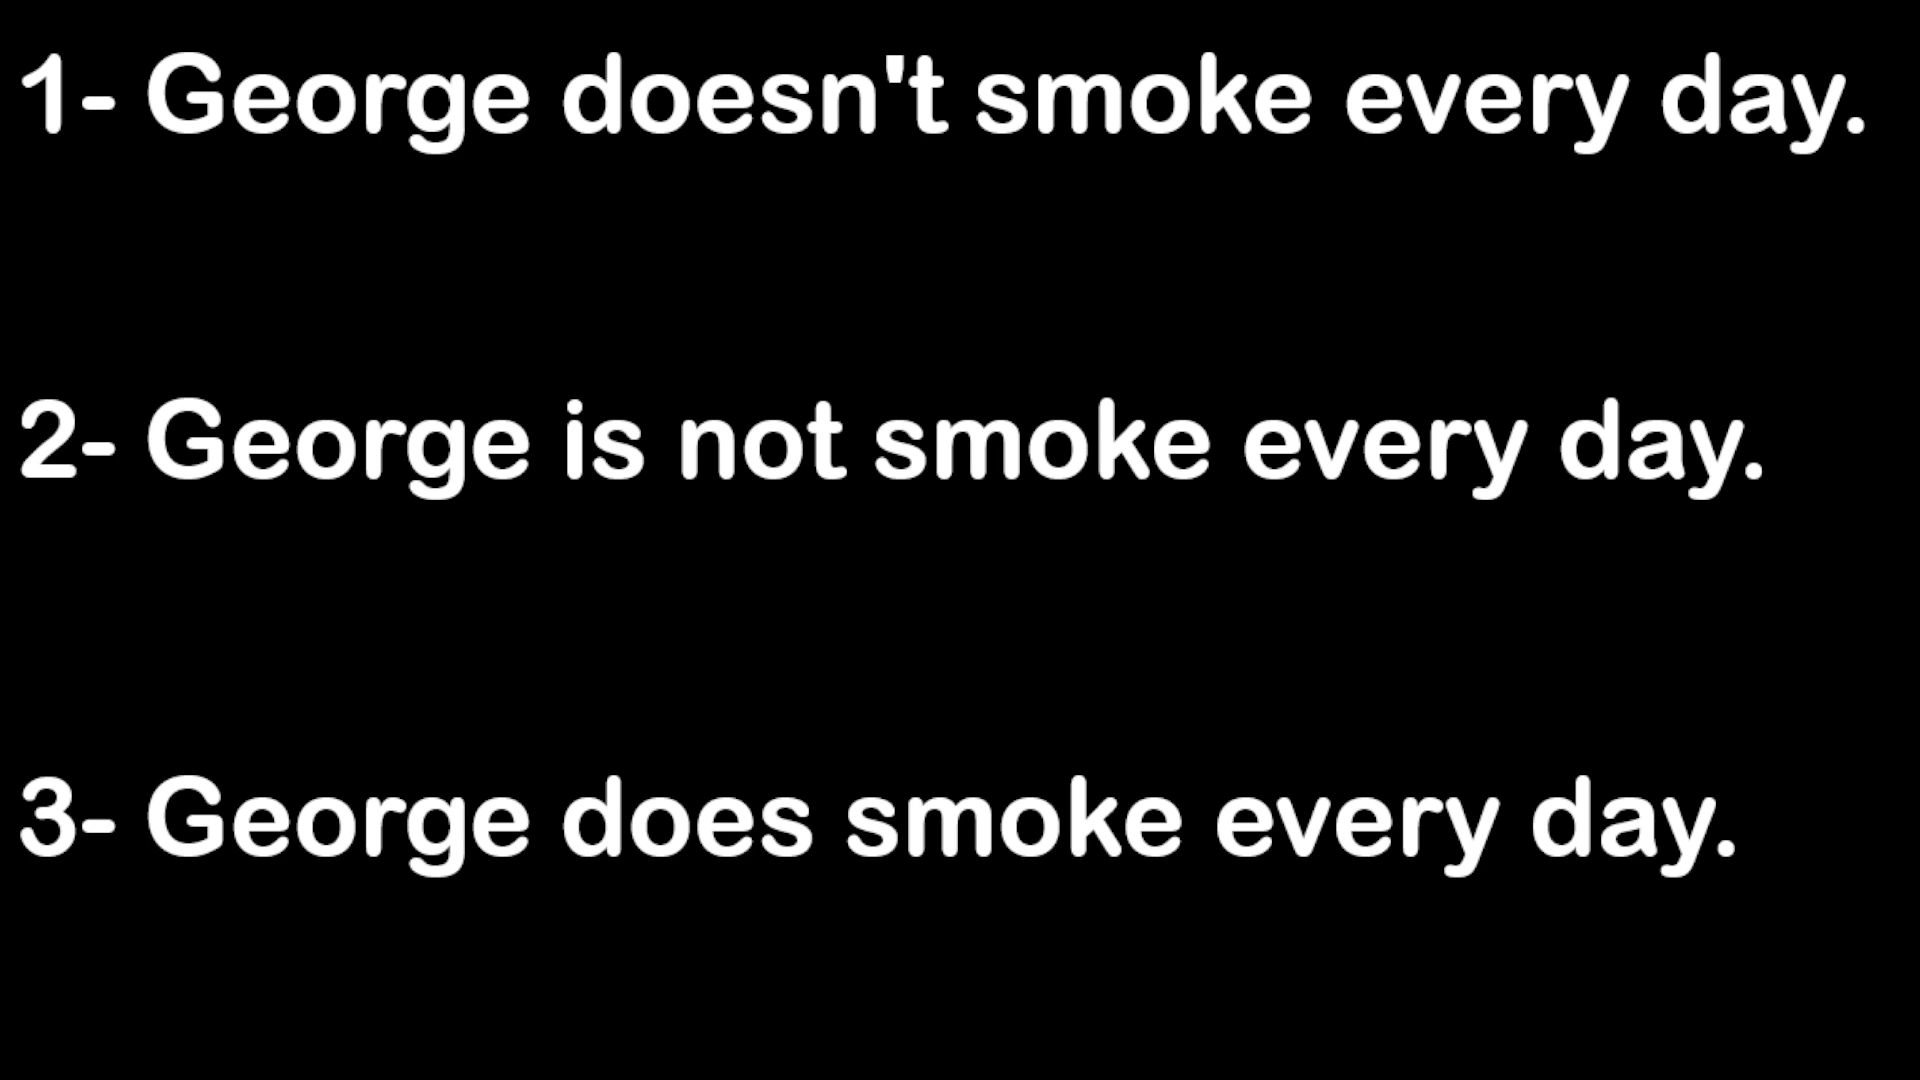 1- George doesn't smoke every day.
2- George is not smoke every day.
3- George does smoke every day.